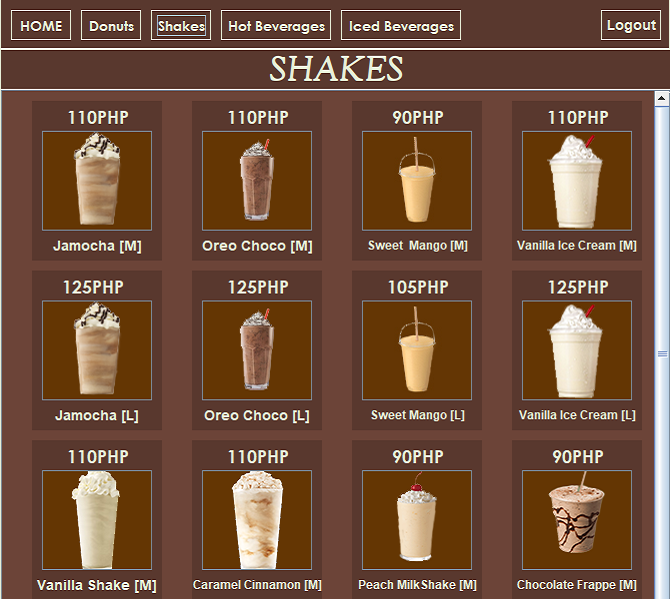 HOME Donuts Shakes Hot Beverages Iced Beverages Logout
SHAKES
110PHP 110PHP 90PHP 110PHP
Jamocha [M] Oreo Choco [M] Sweet Mango [M] Vanilla Ice Cream [M]
125PHP 125PHP 105PHP 125PHP
Jamocha [L] Oreo Choco [L] Sweet Mango [L] Vanilla Ice Cream [L]
110PHP 110PHP 90PHP 90PHP
Vanilla Shake [M] Caramel Cinnamon [M] Peach MilkShake [M] Chocolate Frappe [M]